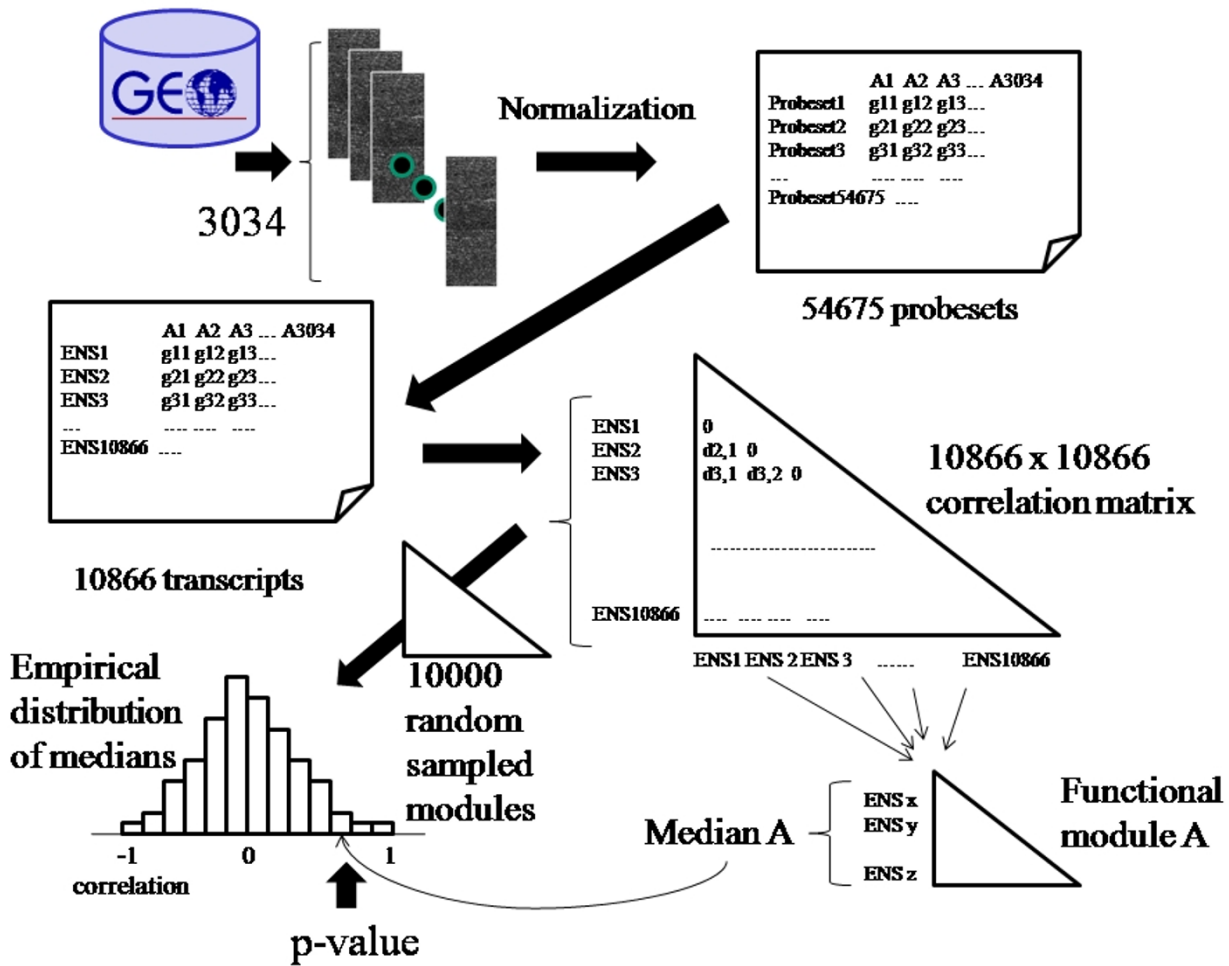 GEO
3034
Normalization
A1 A2 A3 ... A3034
Probeset1 g11 g12 g13...
Probeset2 g21 g22 g23...
Probeset3 g31 g32 g33...
... .... .... ....
Probeset54675 ....
54675 probesets
A1 A2 A3 ... A3034
ENS1 g11 g12 g13...
ENS2 g21 g22 g23...
ENS3 g31 g32 g33...
... .... .... ....
ENS10866 ....
10866 transcripts
ENS1 0
ENS2 d2,1 0
ENS3 d3,1 d3,2 0
..........................
ENS10866 .... .... .... ....
ENS1 ENS 2 ENS 3 ...... ENS10866
10866 x 10866
correlation matrix
10000
random
sampled
modules
Empirical
distribution
of medians
-1 0 1
correlation
p-value
Median A
ENS x
ENS y
ENS z
Functional
module A